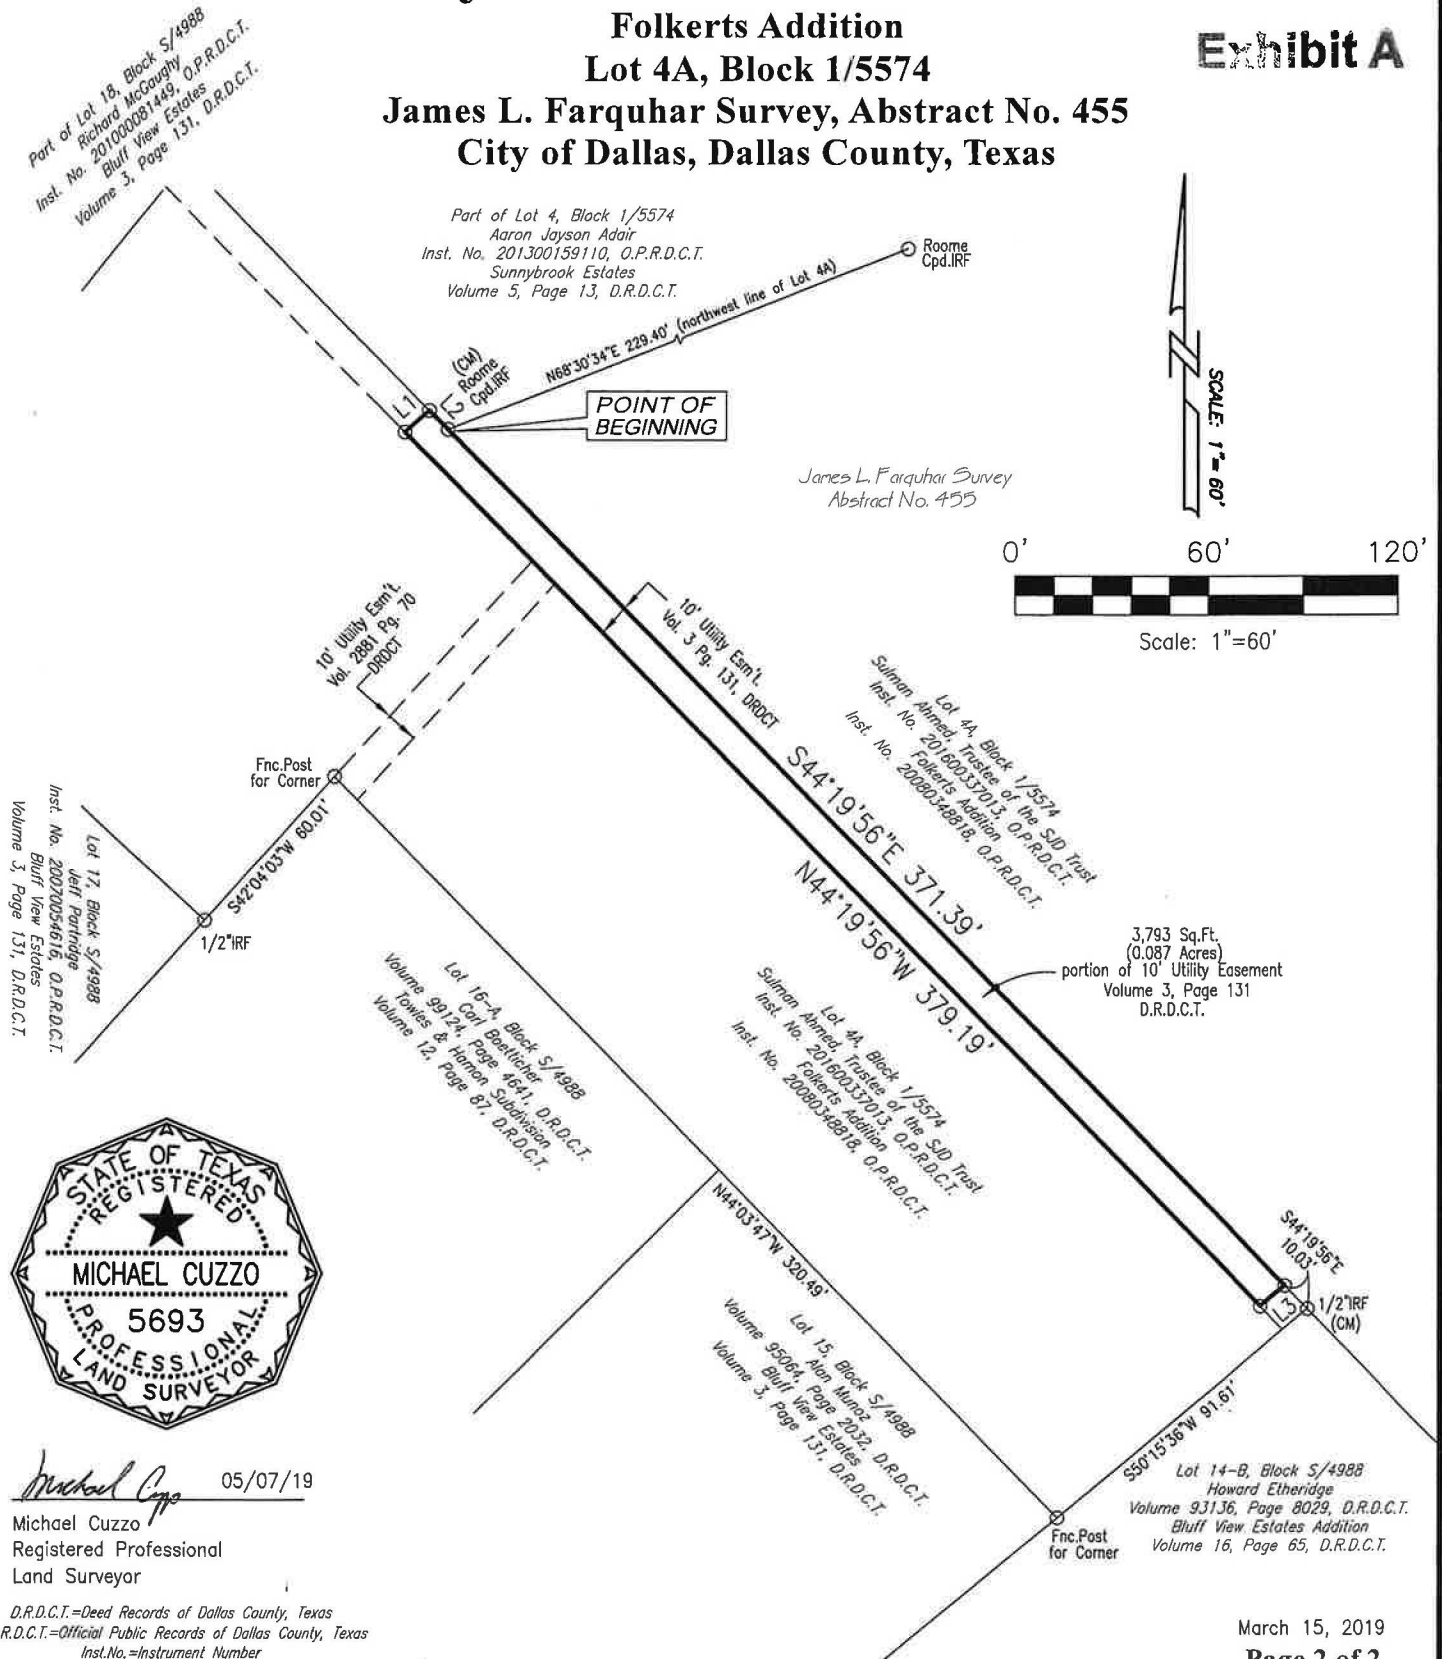 Folkerts Addition
Lot 4A, Block 1/5574
James L. Farquhar Survey, Abstract No. 455
City of Dallas, Dallas County, Texas
Exhibit A
Part of Lot 18, Block S/4988
Richard McGaughy
Inst. No. 201000081449, O.P.R.D.C.T.
Bluff View Estates
Volume 3, Page 131, D.R.D.C.T.
Part of Lot 4, Block 1/5574
Aaron Jayson Adair
Inst. No. 201300159110, O.P.R.D.C.T.
Sunnybrook Estates
Volume 5, Page 13, D.R.D.C.T.
Roome
Cpd.IRF
N68°30'34"E 229.40' (northwest line of Lot 4A)
(CM)
Roome
Cpd.IRF
L1
L2
POINT OF
BEGINNING
James L. Farquhar Survey
Abstract No. 455
SCALE: 1"= 60'
0' 60' 120'
Scale: 1"=60'
10' Utility Esm't.
Vol. 2881 Pg. 70
DRDCT
10' Utility Esm't.
Vol. 3 Pg. 131, DRDCT
Lot 4A, Block 1/5574
Sulman Ahmed, Trustee of the SJD Trust
Inst. No. 201600337013, O.P.R.D.C.T.
Folkerts Addition
Inst. No. 20080348818, O.P.R.D.C.T.
S44°19'56"E 371.39'
N44°19'56"W 379.19'
Fnc.Post
for Corner
S42°04'03"W 60.01'
1/2"IRF
Lot 17, Block S/4988
Jeff Partridge
Inst. No. 20070054616, O.P.R.D.C.T.
Bluff View Estates
Volume 3, Page 131, D.R.D.C.T.
3,793 Sq.Ft.
(0.087 Acres)
portion of 10' Utility Easement
Volume 3, Page 131
D.R.D.C.T.
Lot 16-A, Block S/4988
Carl Boetticher
Volume 99124, Page 4641, D.R.D.C.T.
Towles & Hamon Subdivision
Volume 12, Page 87, D.R.D.C.T.
Lot 4A, Block 1/5574
Sulman Ahmed, Trustee of the SJD Trust
Inst. No. 201600337013, O.P.R.D.C.T.
Folkerts Addition
Inst. No. 20080348818, O.P.R.D.C.T.
N44°03'47"W 320.49'
S44°19'56"E
10.03'
L3
1/2"IRF
(CM)
STATE OF TEXAS
REGISTERED
MICHAEL CUZZO
5693
PROFESSIONAL
LAND SURVEYOR
Lot 15, Block S/4988
Alan Munoz
Volume 95064, Page 2032, D.R.D.C.T.
Bluff View Estates
Volume 3, Page 131, D.R.D.C.T.
S50°15'36"W 91.61'
Lot 14-B, Block S/4988
Howard Etheridge
Volume 93136, Page 8029, D.R.D.C.T.
Bluff View Estates Addition
Volume 16, Page 65, D.R.D.C.T.
Fnc.Post
for Corner
Michael Cuzzo 05/07/19
Michael Cuzzo
Registered Professional
Land Surveyor
D.R.D.C.T.=Deed Records of Dallas County, Texas
R.D.C.T.=Official Public Records of Dallas County, Texas
Inst.No.=Instrument Number
March 15, 2019
Page 2 of 2